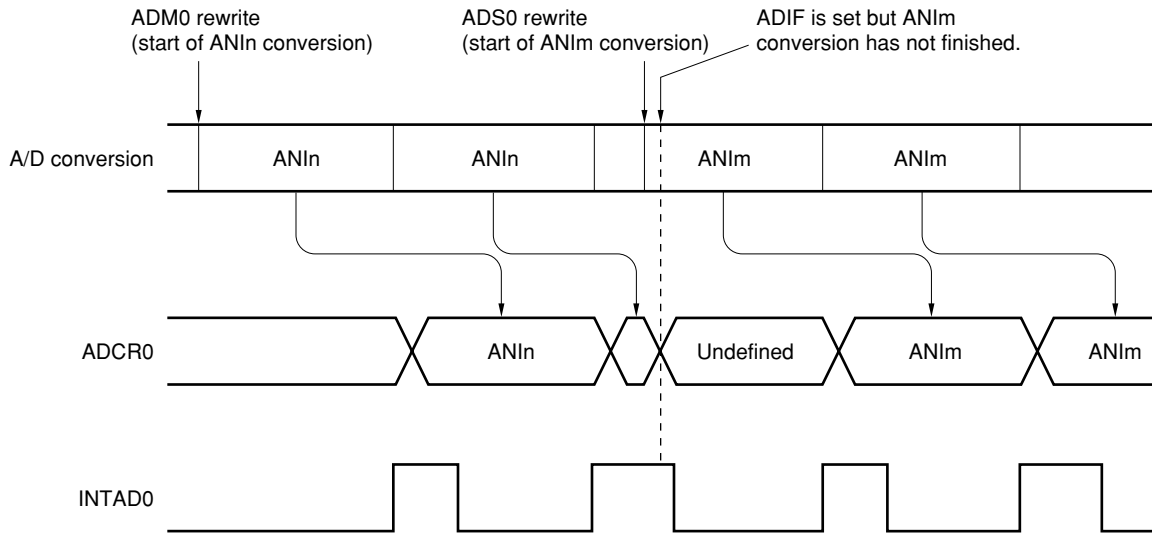 ADM0 rewrite
(start of ANIn conversion)
ADS0 rewrite
(start of ANIm conversion)
ADIF is set but ANIm
conversion has not finished.
A/D conversion
ANIn
ANIn
ANIm
ANIm
ADCR0
ANIn
Undefined
ANIm
ANIm
INTAD0